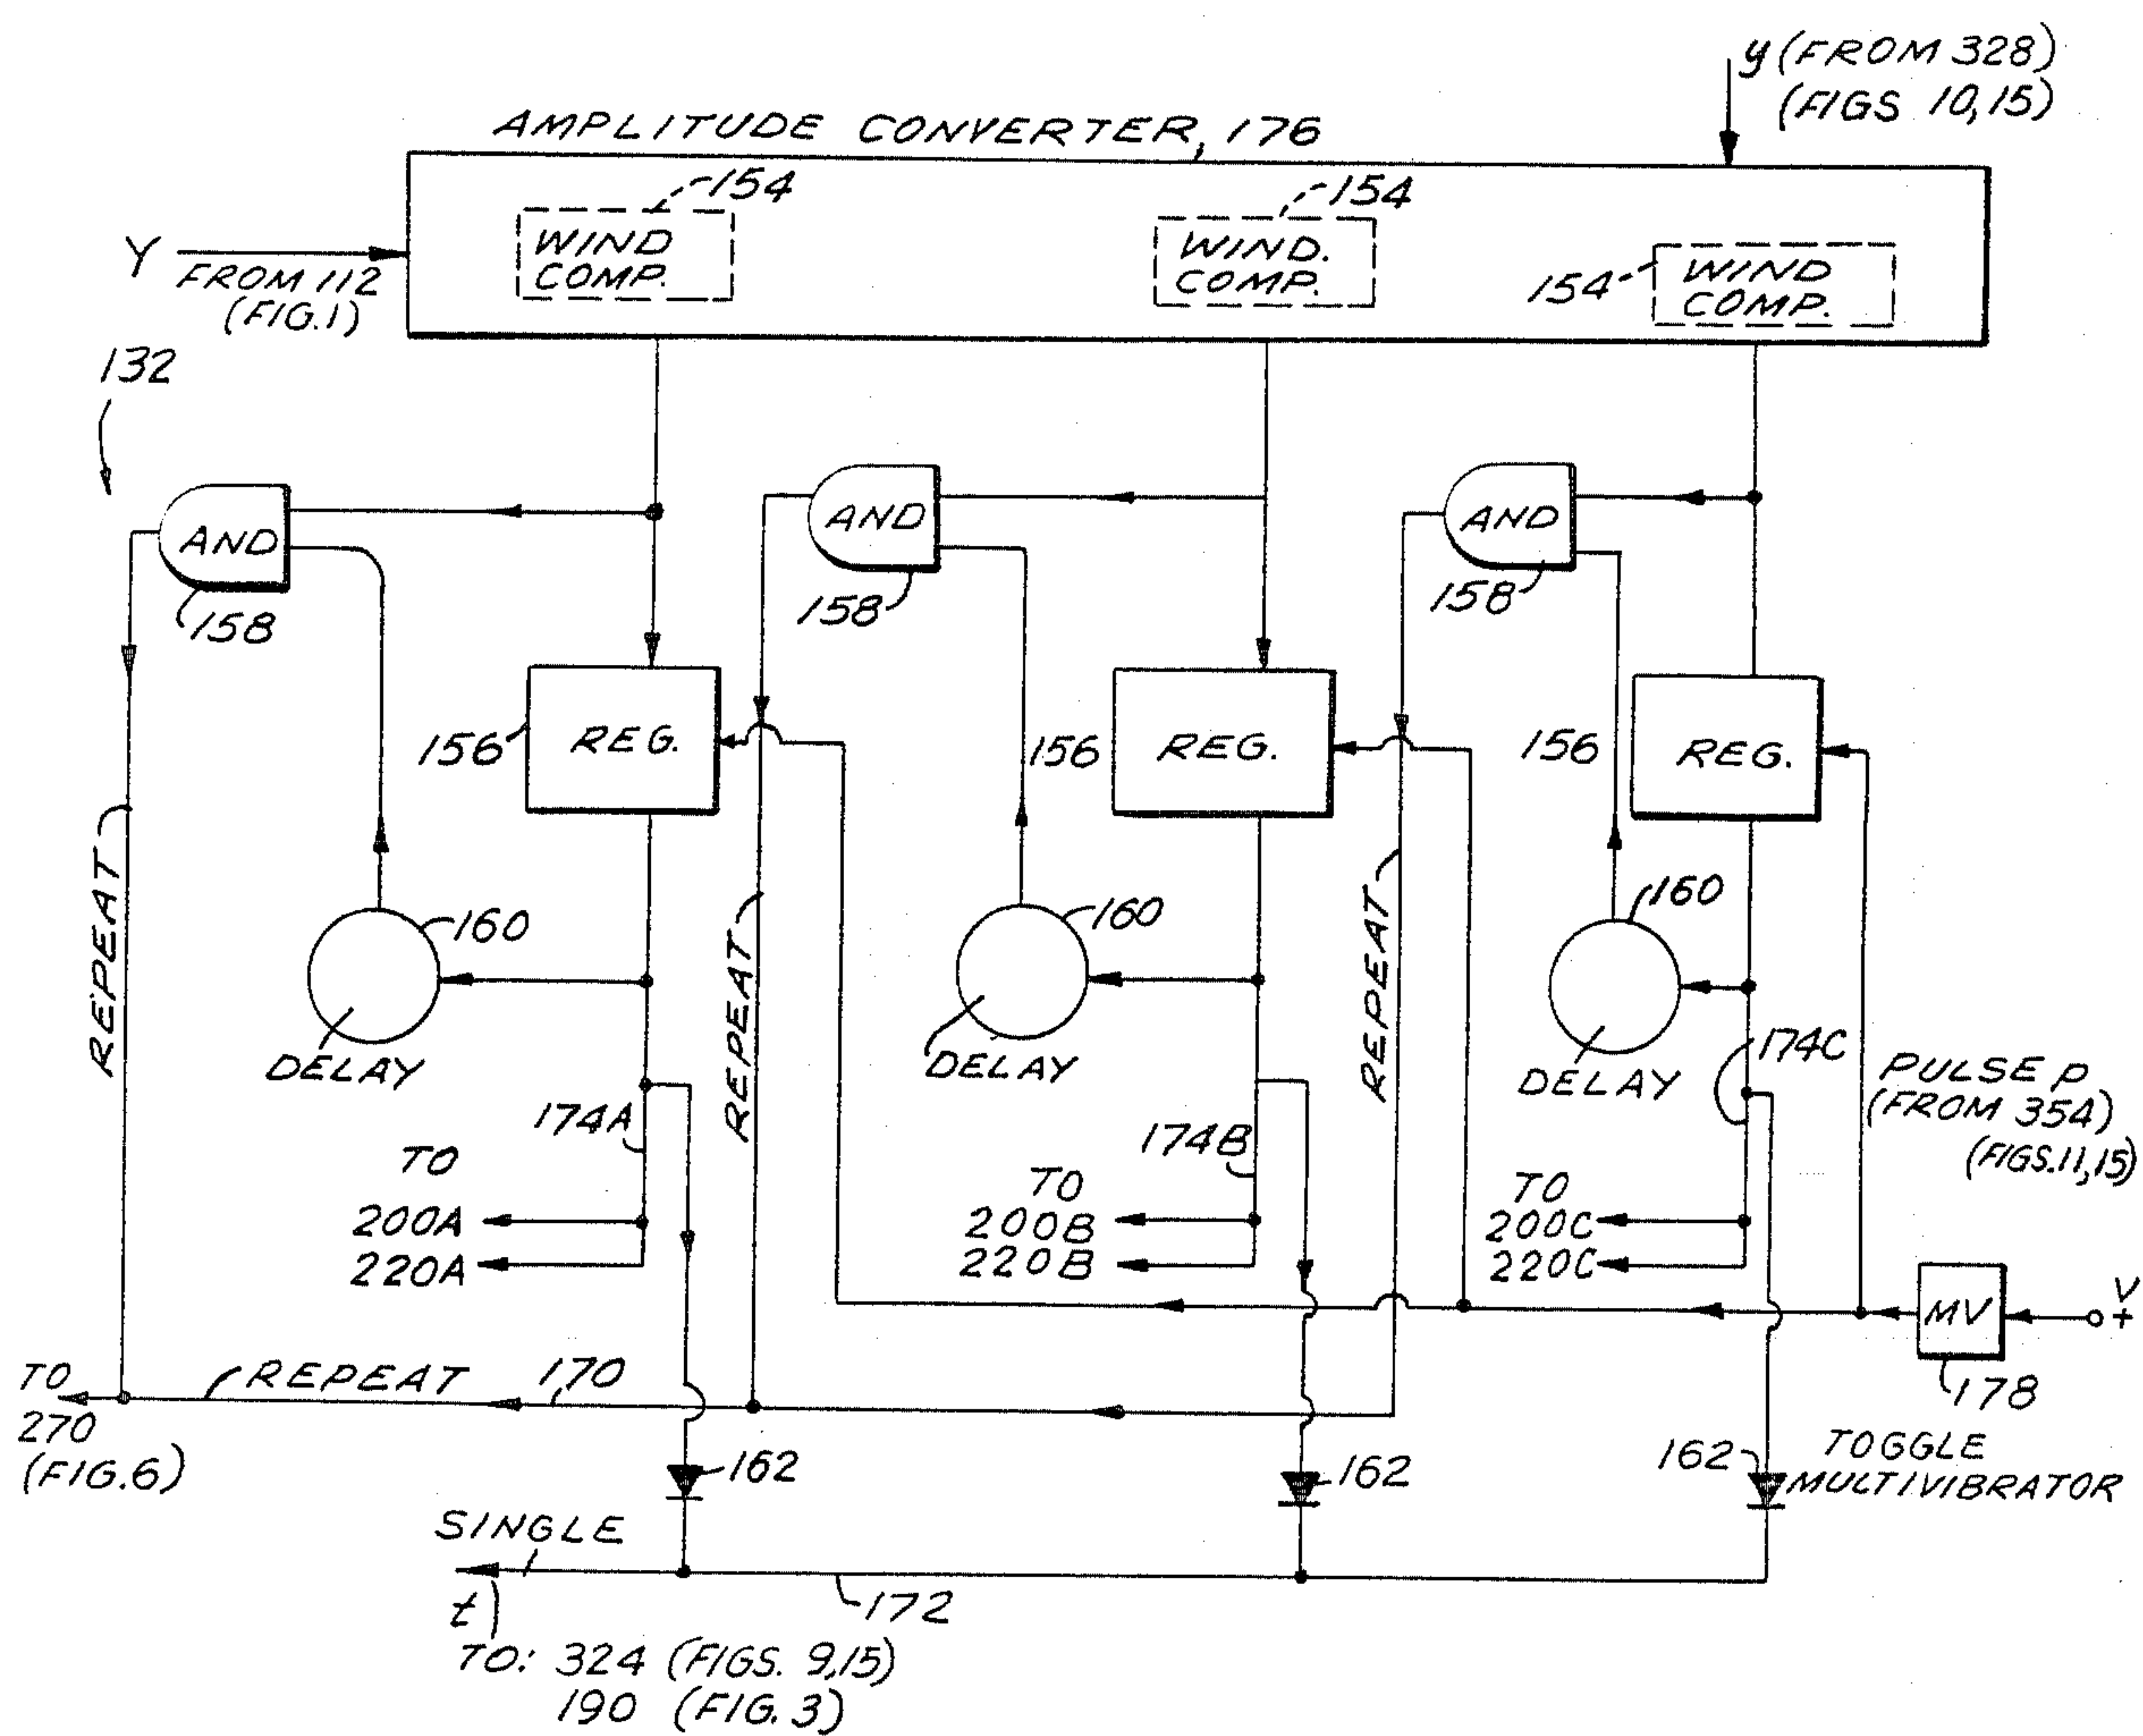 y (FROM 328)
(FIGS 10,15)
AMPLITUDE CONVERTER, 176
154
154
WIND
COMP.
WIND.
COMP.
154
WIND
COMP.
Y
FROM 112
(FIG.1)
132
AND
AND
AND
158
158
158
156
REG.
156
REG.
156
REG.
REPEAT
REPEAT
REPEAT
160
160
160
DELAY
DELAY
DELAY
174A
174B
174C
PULSE P
(FROM 354)
(FIGS.11,15)
TO
200A
220A
TO
200B
220B
TO
200C
220C
MV
V
+
178
TO
270
(FIG.6)
REPEAT
170
162
162
162
TOGGLE
MULTIVIBRATOR
SINGLE
t)
172
TO: 324 (FIGS. 9,15)
190 (FIG. 3)